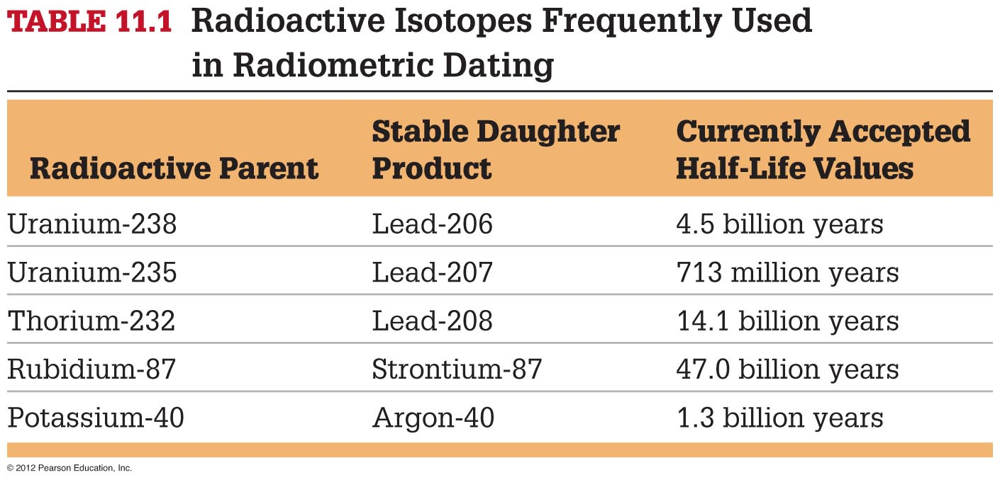 TABLE 11.1 Radioactive Isotopes Frequently Used
in Radiometric Dating
Radioactive Parent Stable Daughter Product Currently Accepted Half-Life Values
Uranium-238 Lead-206 4.5 billion years
Uranium-235 Lead-207 713 million years
Thorium-232 Lead-208 14.1 billion years
Rubidium-87 Strontium-87 47.0 billion years
Potassium-40 Argon-40 1.3 billion years
© 2012 Pearson Education, Inc.